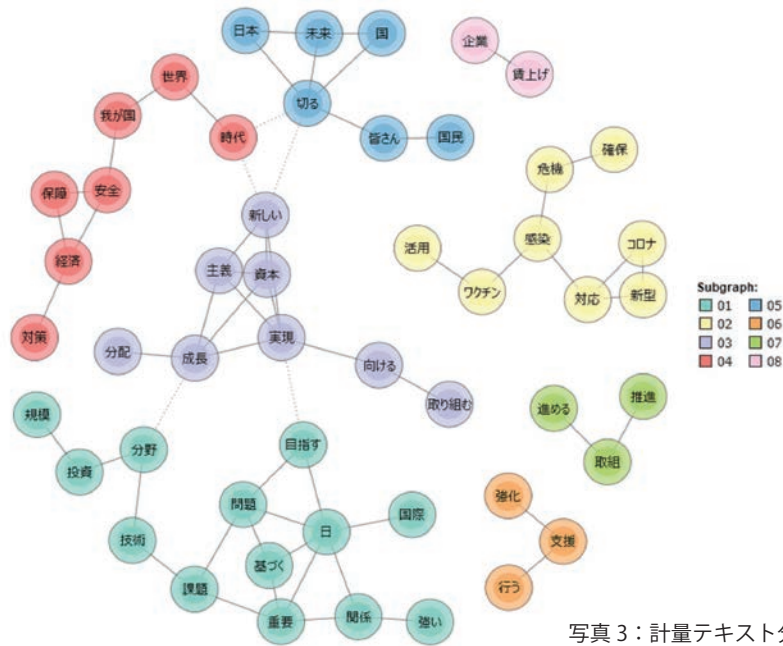 日本
未来
国
切る
皆さん
国民
企業
賃上げ
世界
我が国
時代
保障
安全
経済
対策
新しい
主義
資本
分配
成長
実現
向ける
取り組む
危機
確保
活用
感染
コロナ
ワクチン
対応
新型
Subgraph:
01 05
02 06
03 07
04 08
規模
投資
分野
技術
目指す
問題
日
国際
基づく
課題
重要
関係
強い
進める
推進
取組
強化
支援
行う
写真 3：計量テキスト